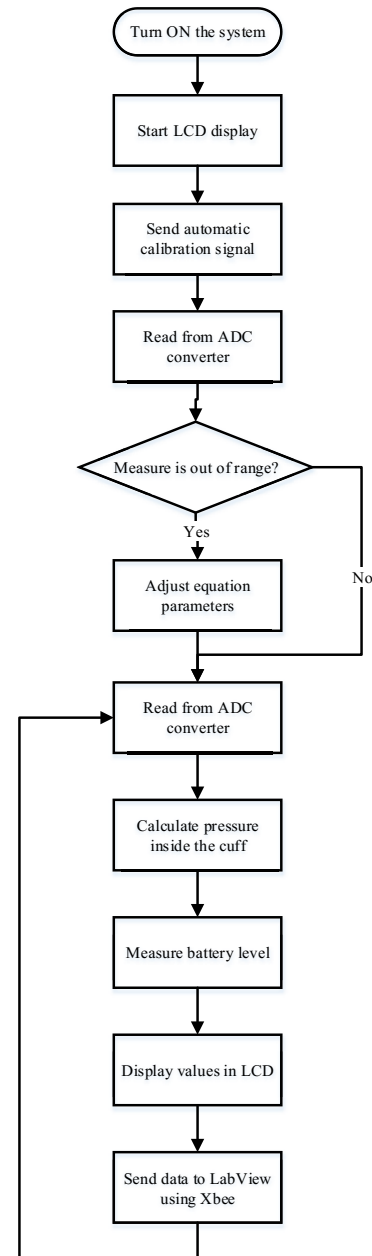 Turn ON the system
Start LCD display
Send automatic
calibration signal
Read from ADC
converter
Measure is out of range?
Yes
No
Adjust equation
parameters
Read from ADC
converter
Calculate pressure
inside the cuff
Measure battery level
Display values in LCD
Send data to LabView
using Xbee